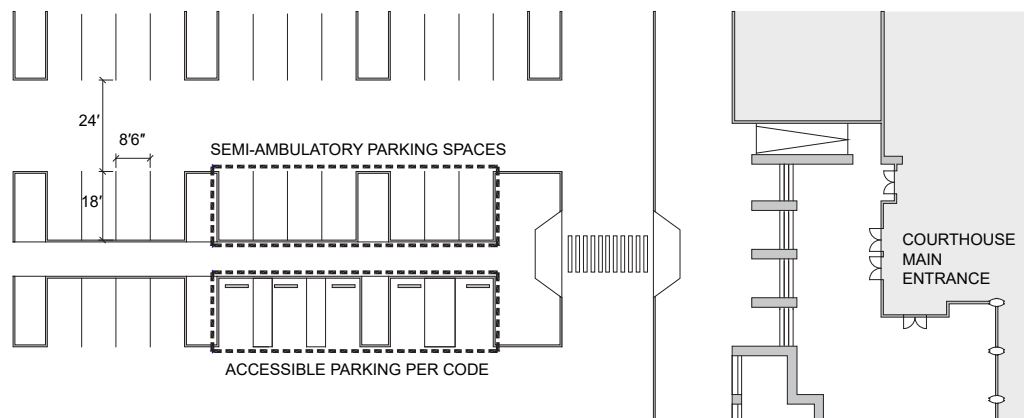 24′
8′6″
SEMI-AMBULATORY PARKING SPACES
18′
COURTHOUSE
MAIN
ENTRANCE
ACCESSIBLE PARKING PER CODE